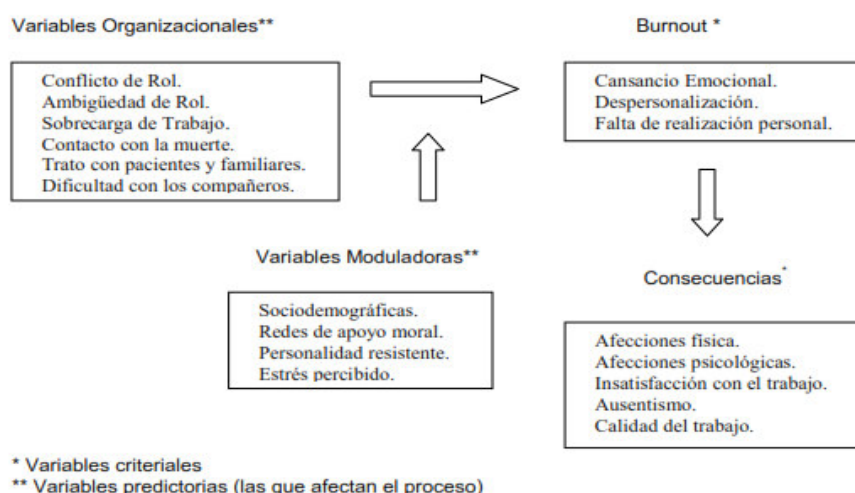 Variables Organizacionales**
Conflicto de Rol.
Ambigüedad de Rol.
Sobrecarga de Trabajo.
Contacto con la muerte.
Trato con pacientes y familiares.
Dificultad con los compañeros.
Burnout *
Cansancio Emocional.
Despersonalización.
Falta de realización personal.
Variables Moduladoras**
Sociodemográficas.
Redes de apoyo moral.
Personalidad resistente.
Estrés percibido.
Consecuencias*
Afecciones física.
Afecciones psicológicas.
Insatisfacción con el trabajo.
Ausentismo.
Calidad del trabajo.
* Variables criteriales
** Variables predictorias (las que afectan el proceso)